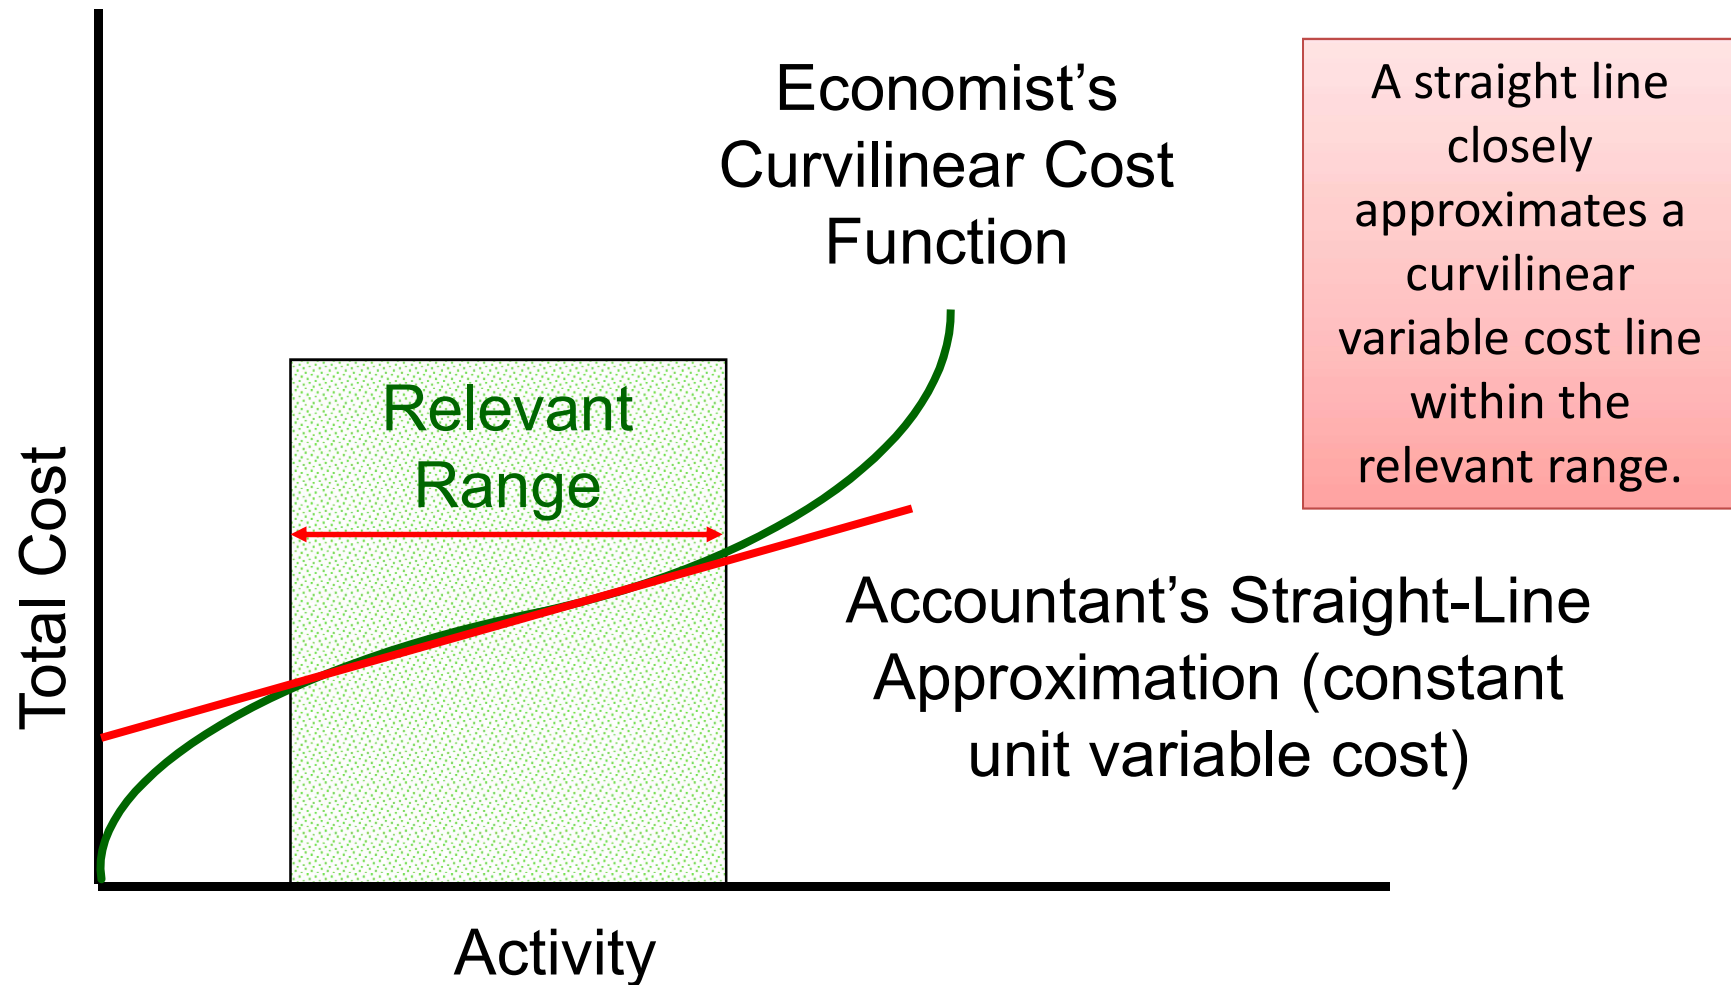 Economist’s
Curvilinear Cost
Function
A straight line
closely
approximates a
curvilinear
variable cost line
within the
relevant range.
Relevant
Range
Total Cost
Accountant’s Straight-Line
Approximation (constant
unit variable cost)
Activity